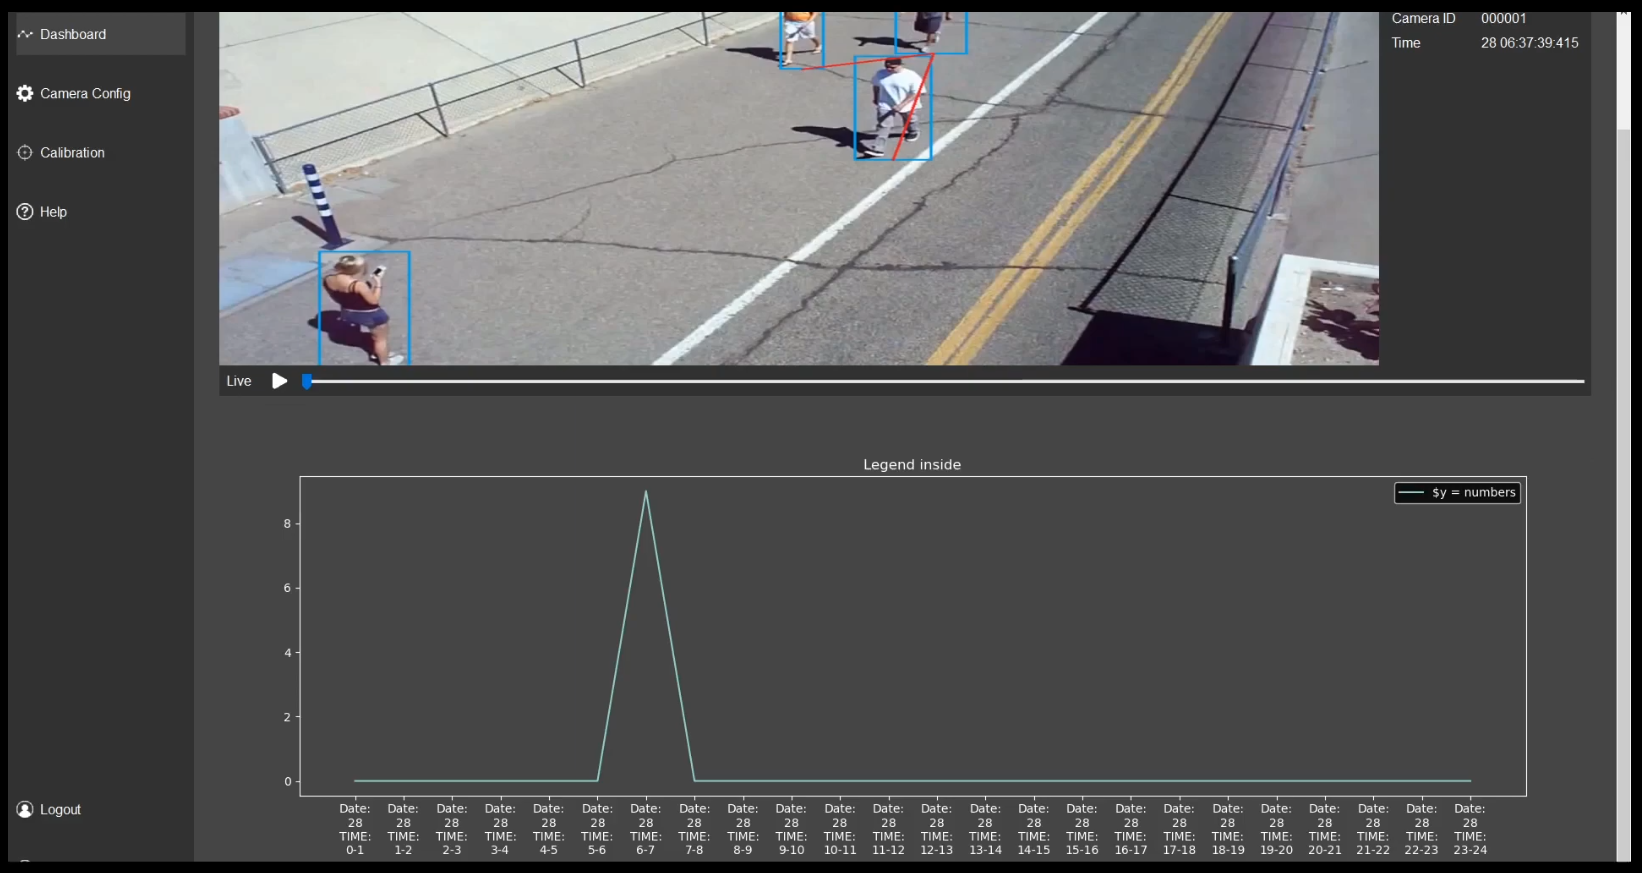 Dashboard
Camera Config
Calibration
Help
Logout
Camera ID 000001
Time 28 06:37:39:415
Live
Legend inside
$y = numbers
8
6
4
2
0
Date: Date: Date: Date: Date: Date: Date: Date: Date: Date: Date: Date: Date: Date: Date: Date: Date: Date: Date: Date: Date: Date: Date: Date:
28 28 28 28 28 28 28 28 28 28 28 28 28 28 28 28 28 28 28 28 28 28 28 28
TIME: TIME: TIME: TIME: TIME: TIME: TIME: TIME: TIME: TIME: TIME: TIME: TIME: TIME: TIME: TIME: TIME: TIME: TIME: TIME: TIME: TIME: TIME: TIME:
0-1 1-2 2-3 3-4 4-5 5-6 6-7 7-8 8-9 9-10 10-11 11-12 12-13 13-14 14-15 15-16 16-17 17-18 18-19 19-20 20-21 21-22 22-23 23-24